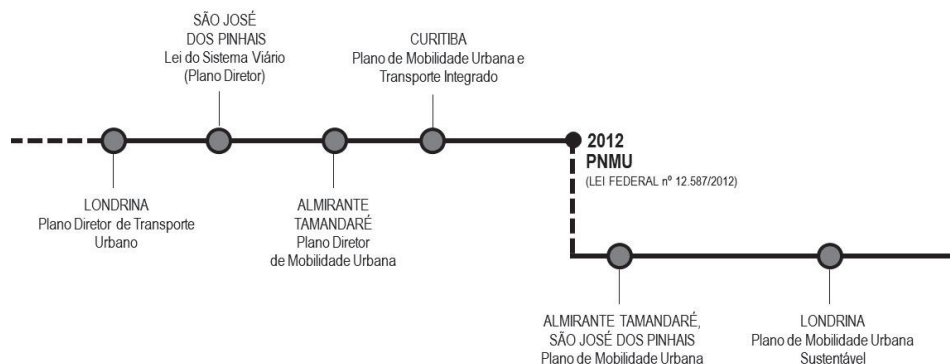 SÃO JOSÉ
DOS PINHAIS
Lei do Sistema Viário
(Plano Diretor)
CURITIBA
Plano de Mobilidade Urbana e
Transporte Integrado
2012
PNMU
(LEI FEDERAL nº 12.587/2012)
LONDRINA
Plano Diretor de Transporte
Urbano
ALMIRANTE
TAMANDARÉ
Plano Diretor
de Mobilidade Urbana
ALMIRANTE TAMANDARÉ,
SÃO JOSÉ DOS PINHAIS
Plano de Mobilidade Urbana
LONDRINA
Plano de Mobilidade Urbana
Sustentável